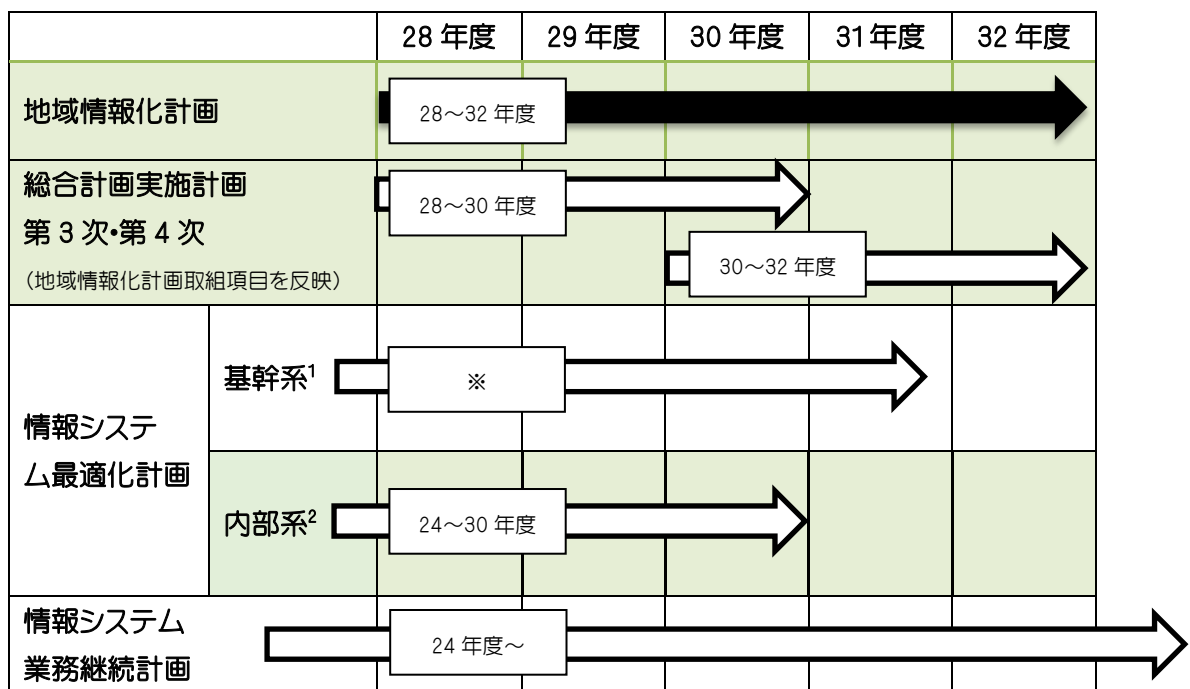 28 年度 29 年度 30 年度 31年度 32 年度
地域情報化計画
28～32 年度
総合計画実施計画
第 3 次・第 4 次
（地域情報化計画取組項目を反映）
28～30 年度
30～32 年度
情報システ
ム最適化計画
基幹系1
※
内部系2
24～30 年度
情報システム
業務継続計画
24 年度～